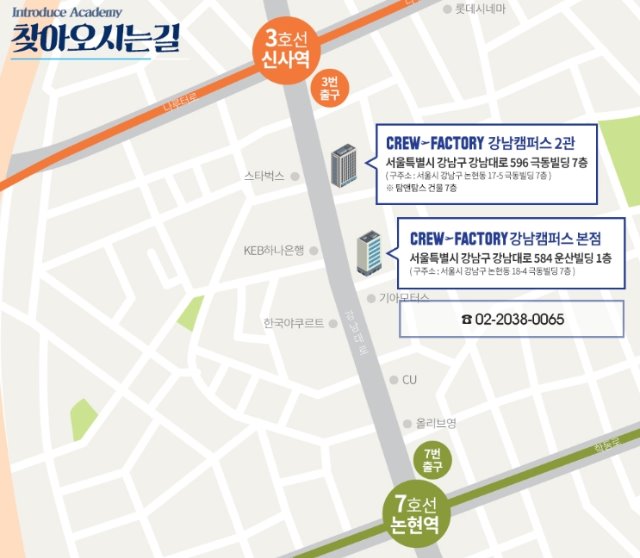 Introduce Academy
찾아오시는길
롯데시네마
3호선
신사역
3번
출구
나루터로
CREW-FACTORY 강남캠퍼스 2관
서울특별시 강남구 강남대로 596 극동빌딩 7층
( 구주소 : 서울시 강남구 논현동 17-5 극동빌딩 7층 )
※ 탐앤탐스 건물 7층
스타벅스
CREW-FACTORY 강남캠퍼스 본점
서울특별시 강남구 강남대로 584 운산빌딩 1층
( 구주소 : 서울시 강남구 논현동 18-4 극동빌딩 7층 )
KEB하나은행
기아모터스
☎ 02-2038-0065
한국야쿠르트
CU
올리브영
7번
출구
학동로
7호선
논현역